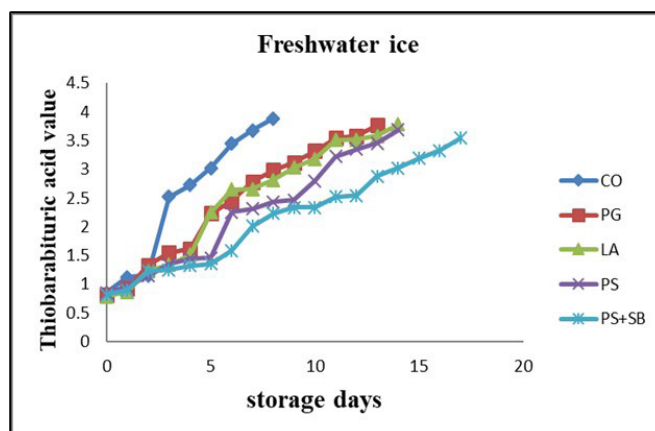 Freshwater ice
Thiobarabituric acid value
4.5
4
3.5
3
2.5
2
1.5
1
0.5
0
0
5
10
15
20
storage days
CO
PG
LA
PS
PS+SB